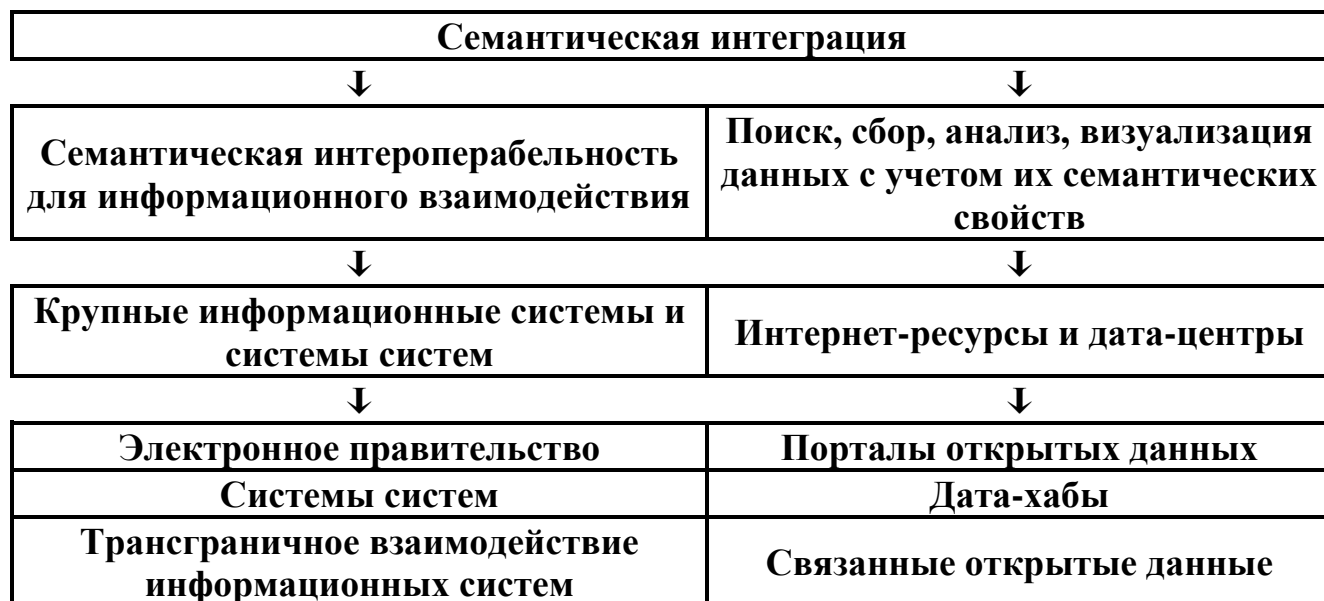 Семантическая интеграция
Семантическая интероперабельность
для информационного взаимодействия
Поиск, сбор, анализ, визуализация
данных с учетом их семантических
свойств
Крупные информационные системы и
системы систем
Интернет-ресурсы и дата-центры
Электронное правительство
Порталы открытых данных
Системы систем
Дата-хабы
Трансграничное взаимодействие
информационных систем
Связанные открытые данные